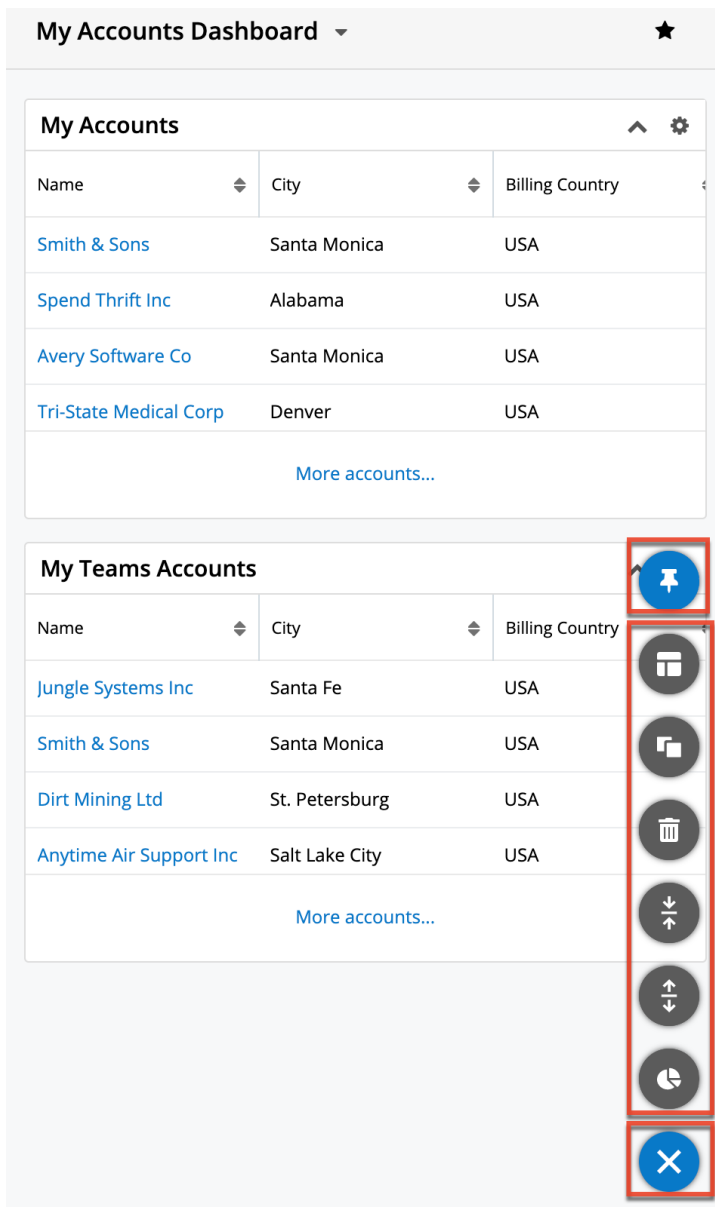 My Accounts Dashboard
My Accounts
Name City Billing Country
Smith & Sons Santa Monica USA
Spend Thrift Inc Alabama USA
Avery Software Co Santa Monica USA
Tri-State Medical Corp Denver USA
More accounts...
My Teams Accounts
Name City Billing Country
Jungle Systems Inc Santa Fe USA
Smith & Sons Santa Monica USA
Dirt Mining Ltd St. Petersburg USA
Anytime Air Support Inc Salt Lake City USA
More accounts...